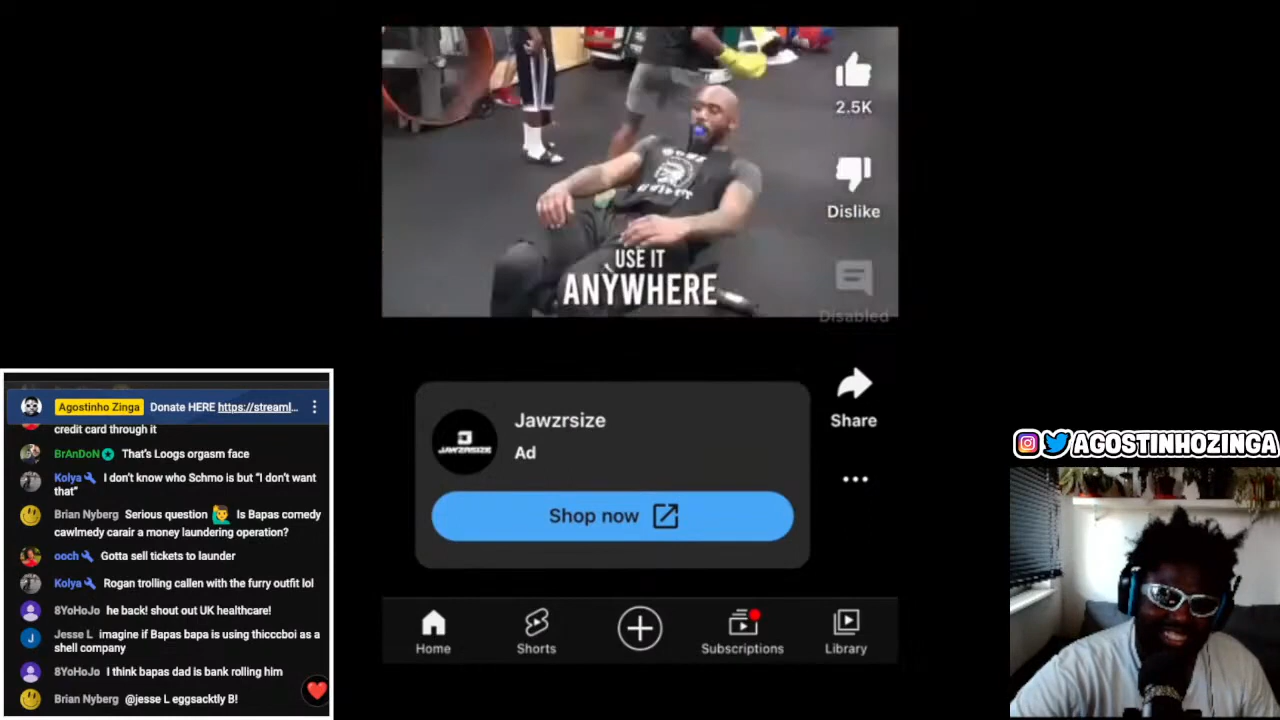 2.5K
Dislike
USE IT
ANYWHERE
Disabled
Jawzrsize
Ad
JAWZRSIZE
Shop now
Share
Home
Shorts
Subscriptions
Library
Agostinho Zinga Donate HERE https://streaml...
credit card through it
BrAnDoN That's Loogs orgasm face
Kolya I don't know who Schmo is but “I don't want
that”
Brian Nyberg Serious question Is Bapas comedy
cawlmedy carair a money laundering operation?
ooch Gotta sell tickets to launder
Kolya Rogan trolling callen with the furry outfit lol
8YoHoJo he back! shout out UK healthcare!
Jesse L imagine if Bapas bapa is using thicccboi as a
shell company
8YoHoJo I think bapas dad is bank rolling him
Brian Nyberg @jesse L eggsacktly B!
J
AGOSTINHOZINGA